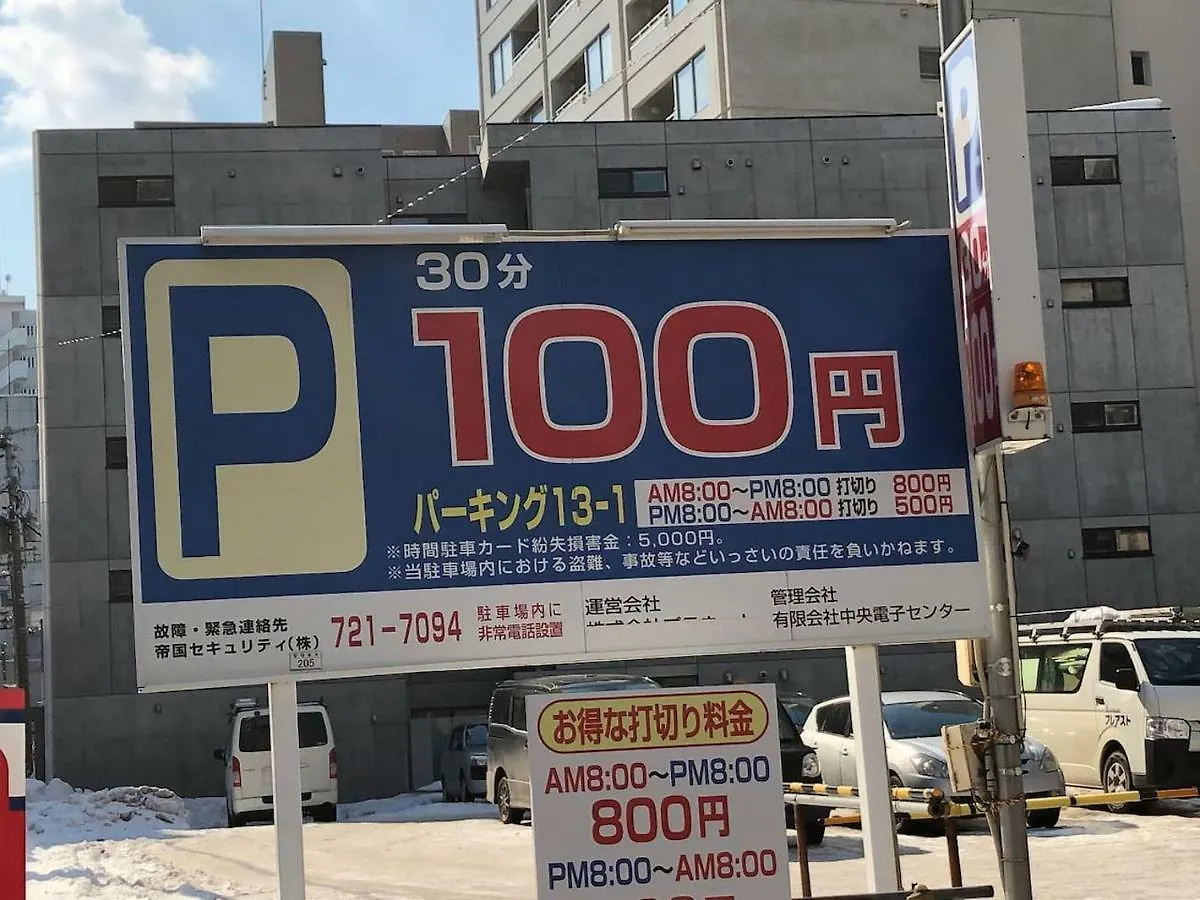 P
30分
100円
パーキング13-1
AM8:00～PM8:00 打切り 800円
PM8:00～AM8:00 打切り 500円
※時間駐車カード紛失損害金：5,000円。
※当駐車場内における盗難、事故等などいっさいの責任を負いかねます。
故障・緊急連絡先
帝国セキュリティ(株)
205
721-7094
駐車場内に
非常電話設置
運営会社
管理会社
有限会社中央電子センター
お得な打切り料金
AM8:00～PM8:00
800円
PM8:00～AM8:00
P
100
フレアスト